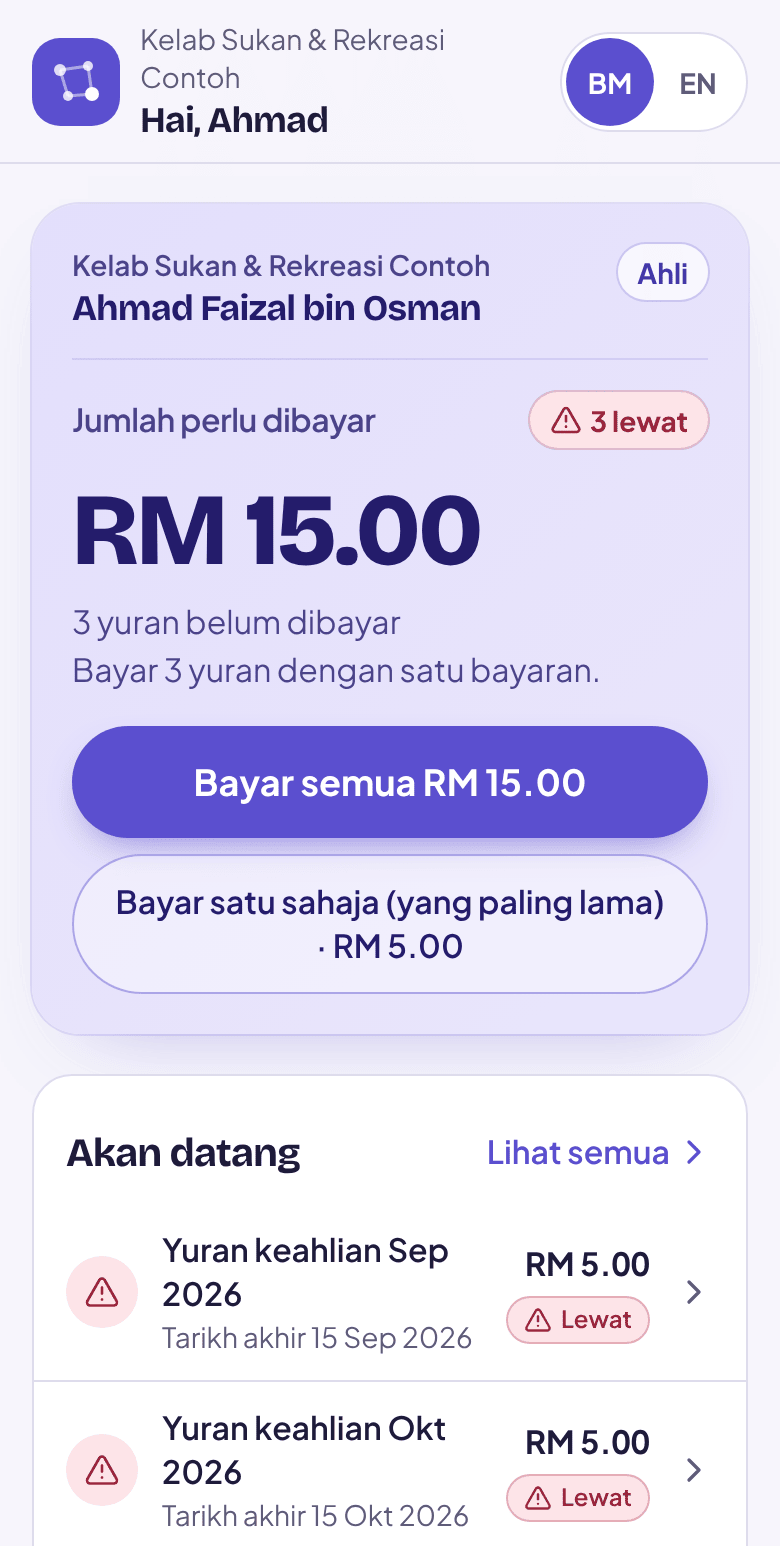 Kelab Sukan & Rekreasi
Contoh
Hai, Ahmad
BM
EN
Kelab Sukan & Rekreasi Contoh
Ahmad Faizal bin Osman
Ahli
Jumlah perlu dibayar
3 lewat
RM 15.00
3 yuran belum dibayar
Bayar 3 yuran dengan satu bayaran.
Bayar semua RM 15.00
Bayar satu sahaja (yang paling lama)
· RM 5.00
Akan datang
Lihat semua
Yuran keahlian Sep
2026
Tarikh akhir 15 Sep 2026
RM 5.00
Lewat
Yuran keahlian Okt
2026
Tarikh akhir 15 Okt 2026
RM 5.00
Lewat